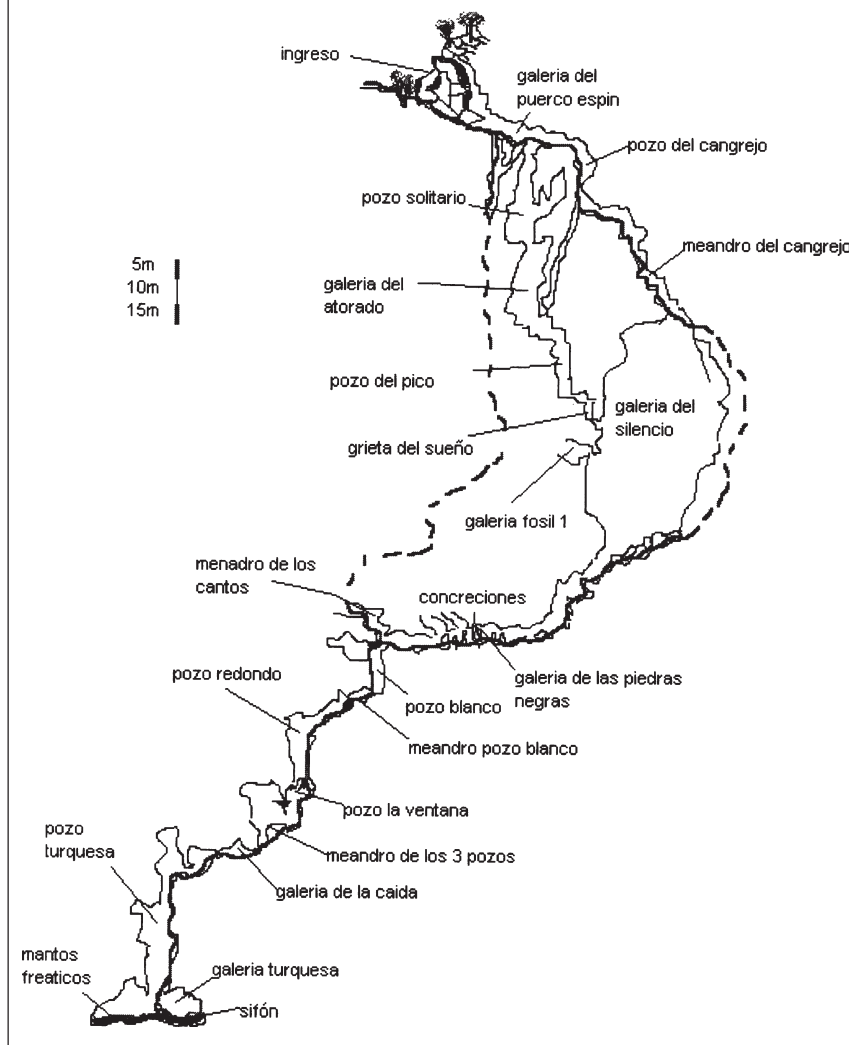 ingreso
galeria del
puerco espin
pozo del cangrejo
pozo solitario
meandro del cangrejo
5m
10m
15m
galeria del
atorado
pozo del pico
galeria del
silencio
grieta del sueño
galeria fosil 1
menadro de los
cantos
concreciones
pozo redondo
galeria de las piedras
negras
pozo blanco
meandro pozo blanco
pozo la ventana
pozo
turquesa
meandro de los 3 pozos
galeria de la caida
mantos
freaticos
galeria turquesa
sifón